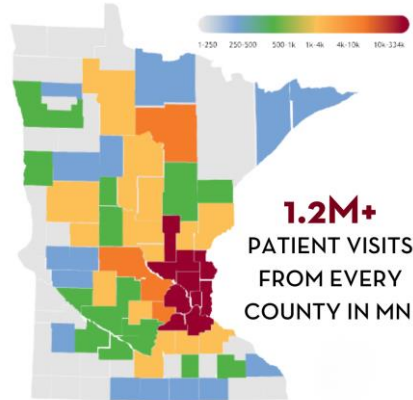 1-250 250-500 500-1k 1k-4k 4k-10k 10k-334k
1.2M+
PATIENT VISITS
FROM EVERY
COUNTY IN MN